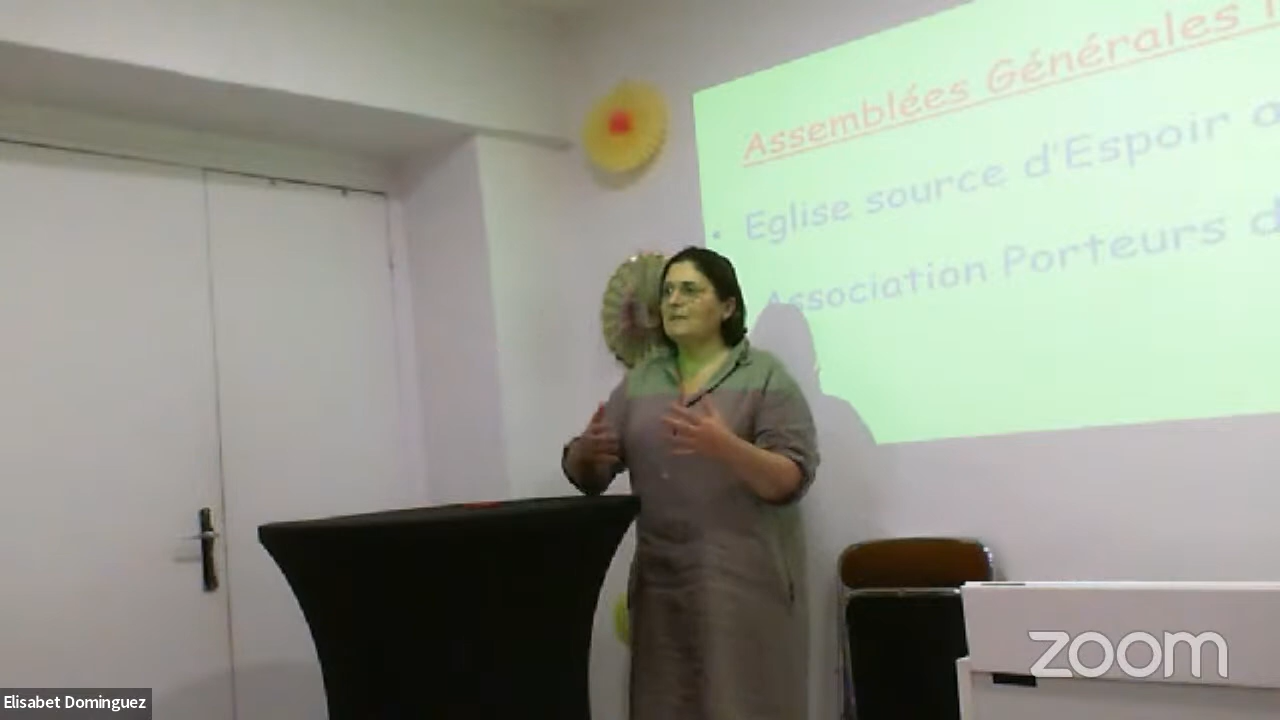 Assemblées Générales
• Eglise source d'Espoir
Association Porteurs
zoom
Elisabet Dominguez